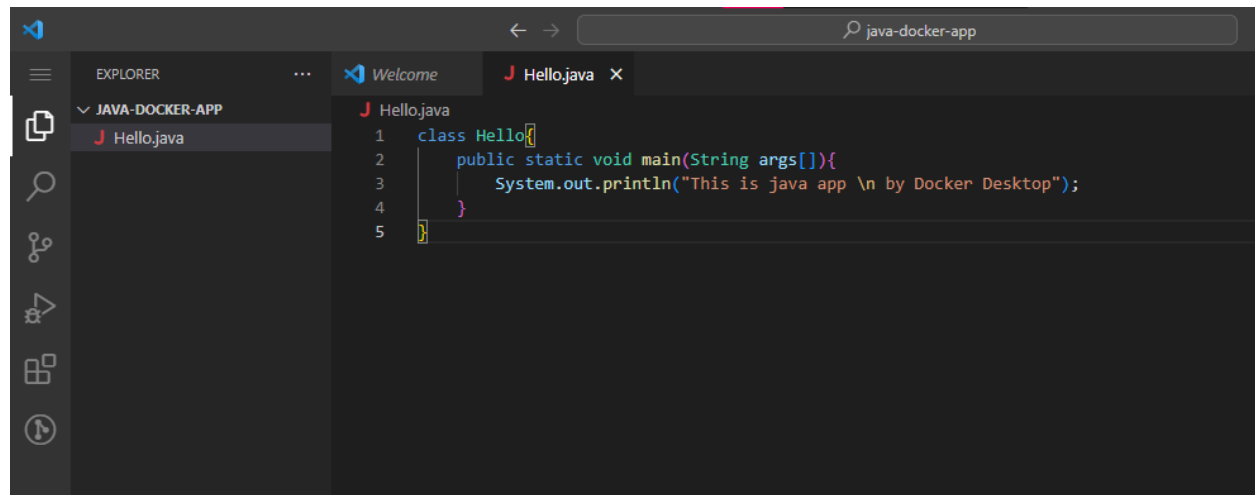 java-docker-app
EXPLORER ...
Welcome
Hello.java
JAVA-DOCKER-APP
Hello.java
Hello.java
1 class Hello{
2 public static void main(String args[]){
3 System.out.println("This is java app \n by Docker Desktop");
4 }
5 }